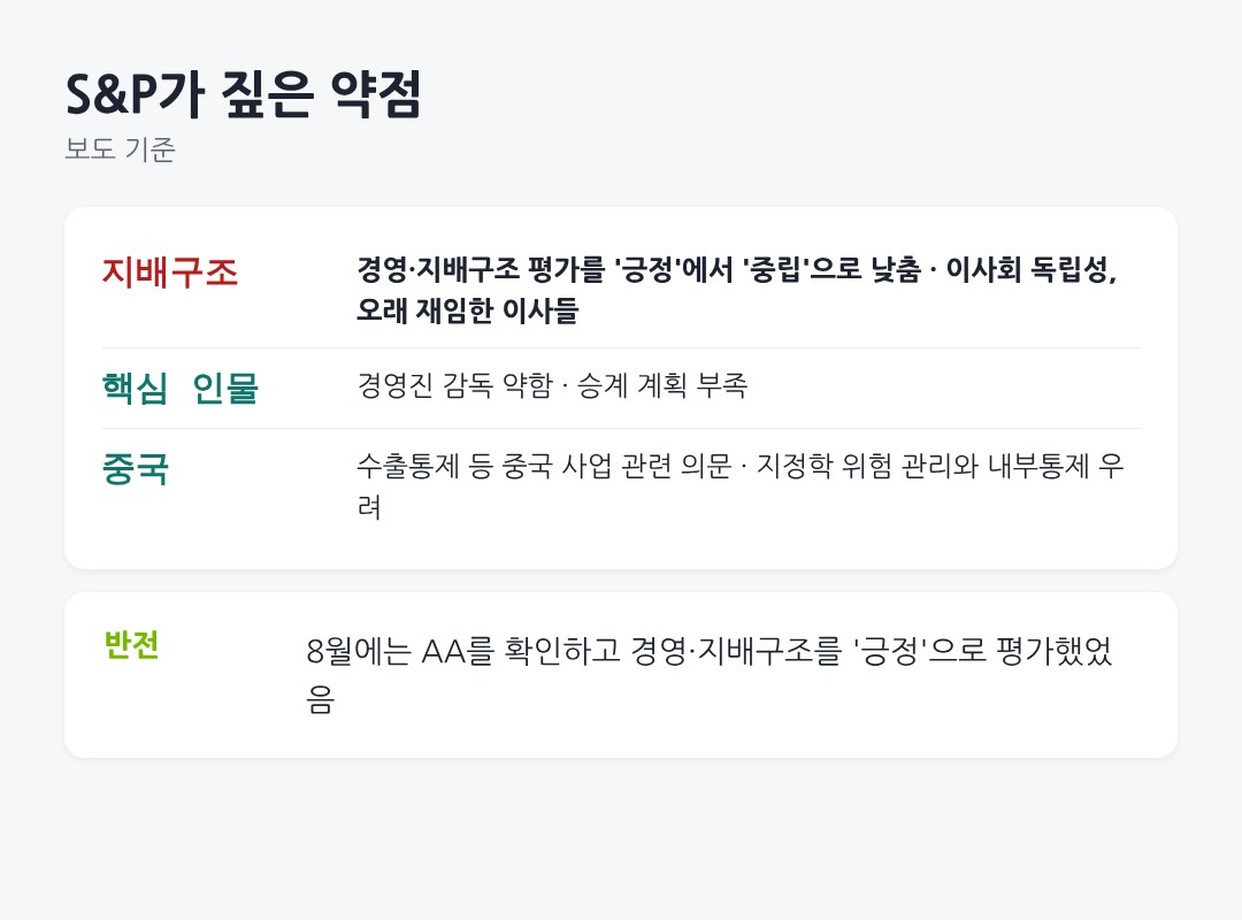 S&P가 짚은 약점
보도 기준
지배구조
경영·지배구조 평가를 '긍정'에서 '중립'으로 낮춤 · 이사회 독립성,
오래 재임한 이사들
핵심 인물
경영진 감독 약함 · 승계 계획 부족
중국
수출통제 등 중국 사업 관련 의문 · 지정학 위험 관리와 내부통제 우
려
반전
8월에는 AA를 확인하고 경영·지배구조를 '긍정'으로 평가했었
음